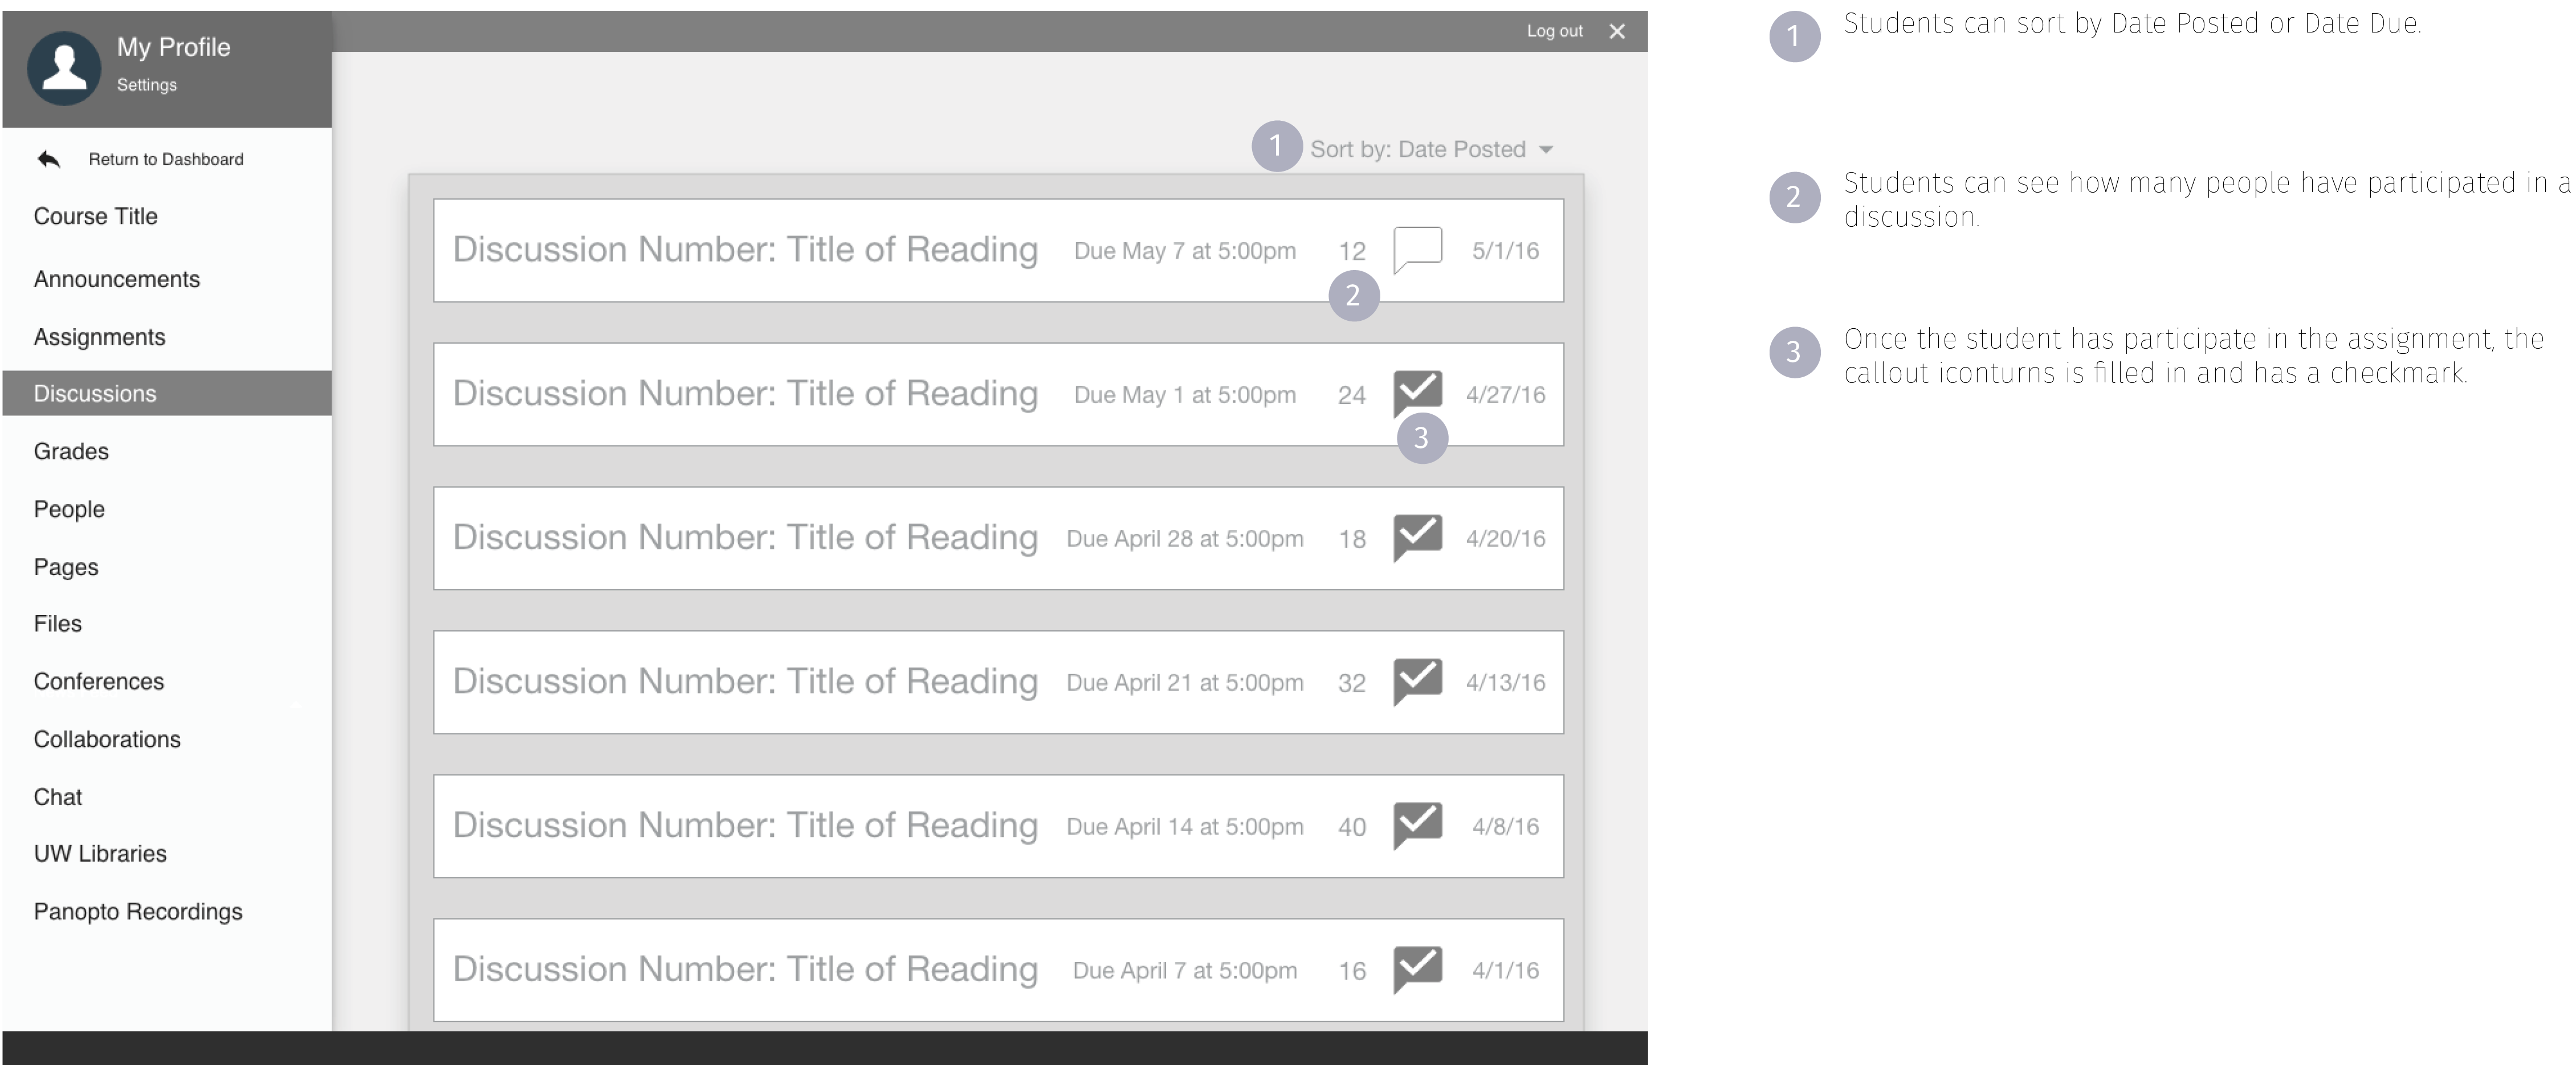 My Profile
Settings
Log out
Return to Dashboard
Course Title
Announcements
Assignments
Discussions
Grades
People
Pages
Files
Conferences
Collaborations
Chat
UW Libraries
Panopto Recordings
1 Sort by: Date Posted
Discussion Number: Title of Reading Due May 7 at 5:00pm 12 5/1/16
2
Discussion Number: Title of Reading Due May 1 at 5:00pm 24 4/27/16
3
Discussion Number: Title of Reading Due April 28 at 5:00pm 18 4/20/16
Discussion Number: Title of Reading Due April 21 at 5:00pm 32 4/13/16
Discussion Number: Title of Reading Due April 14 at 5:00pm 40 4/8/16
Discussion Number: Title of Reading Due April 7 at 5:00pm 16 4/1/16
1 Students can sort by Date Posted or Date Due.
2 Students can see how many people have participated in a
discussion.
3 Once the student has participate in the assignment, the
callout iconturns is filled in and has a checkmark.